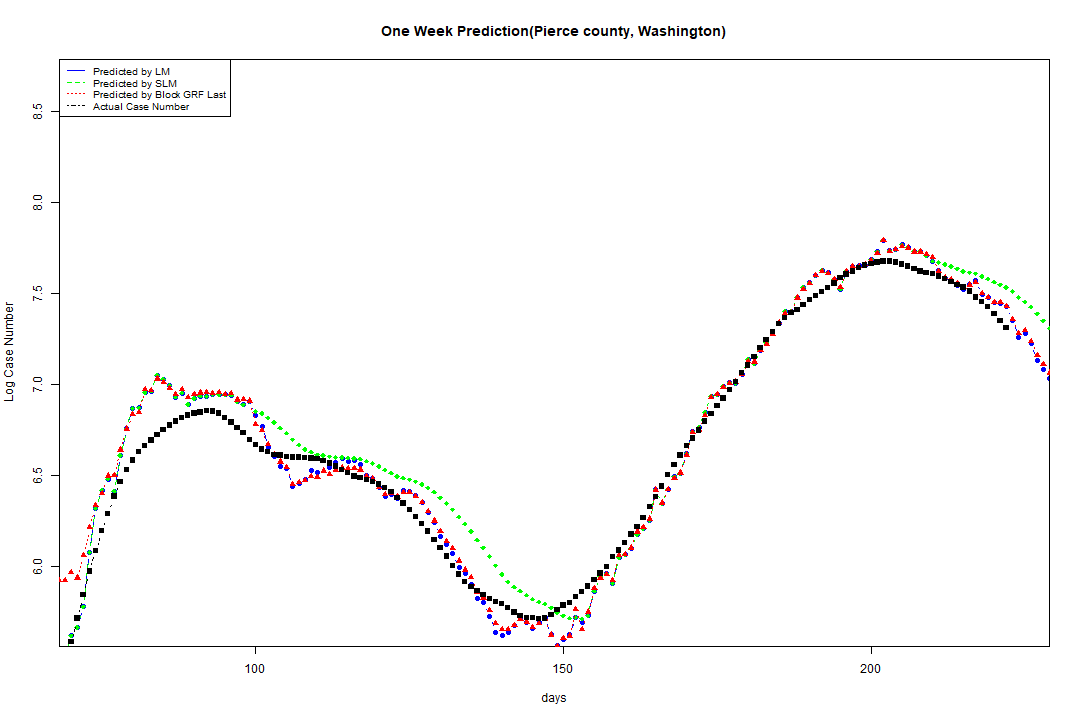 One Week Prediction(Pierce county, Washington)
Predicted by LM
Predicted by SLM
Predicted by Block GRF Last
Actual Case Number
8.5
8.0
7.5
7.0
6.5
6.0
Log Case Number
100 150 200
days